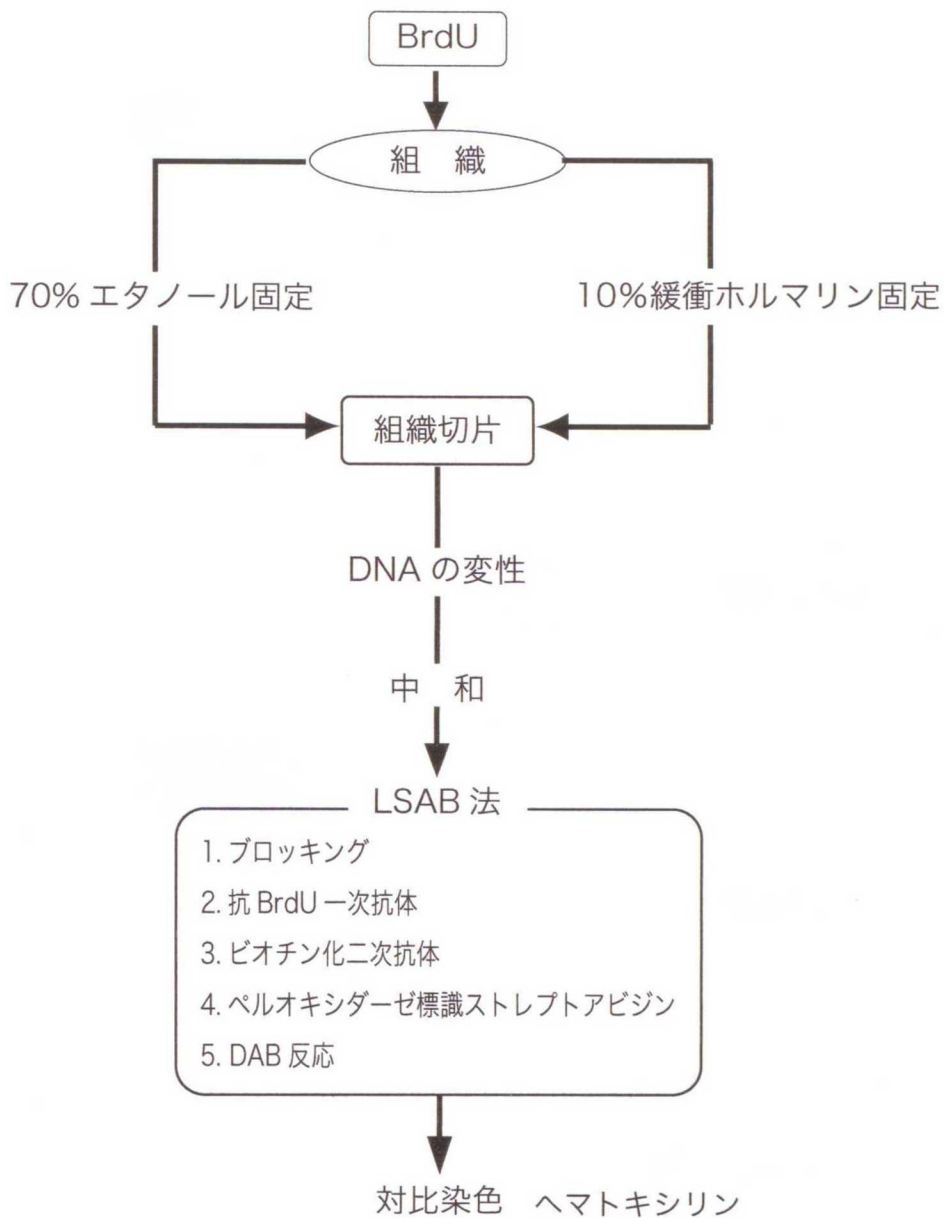 BrdU
組　織
70% エタノール固定
10%緩衝ホルマリン固定
組織切片
DNA の変性
中　和
LSAB 法
1. ブロッキング
2. 抗 BrdU 一次抗体
3. ビオチン化二次抗体
4. ペルオキシダーゼ標識ストレプトアビジン
5. DAB 反応
対比染色　ヘマトキシリン